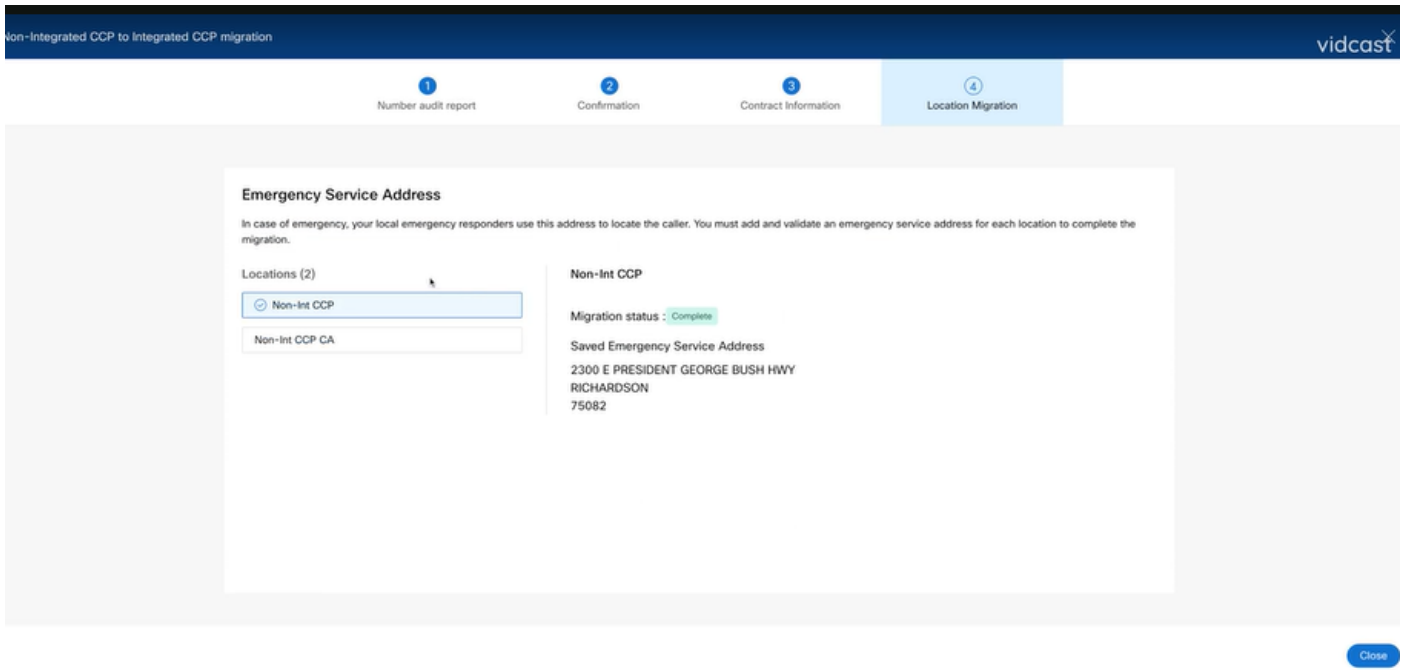 Non-Integrated CCP to Integrated CCP migration
vidcast
1
Number audit report
2
Confirmation
3
Contract Information
4
Location Migration
Emergency Service Address
In case of emergency, your local emergency responders use this address to locate the caller. You must add and validate an emergency service address for each location to complete the
migration.
Locations (2)
Non-Int CCP
Non-Int CCP CA
Non-Int CCP
Migration status : Complete
Saved Emergency Service Address
2300 E PRESIDENT GEORGE BUSH HWY
RICHARDSON
75082
Close